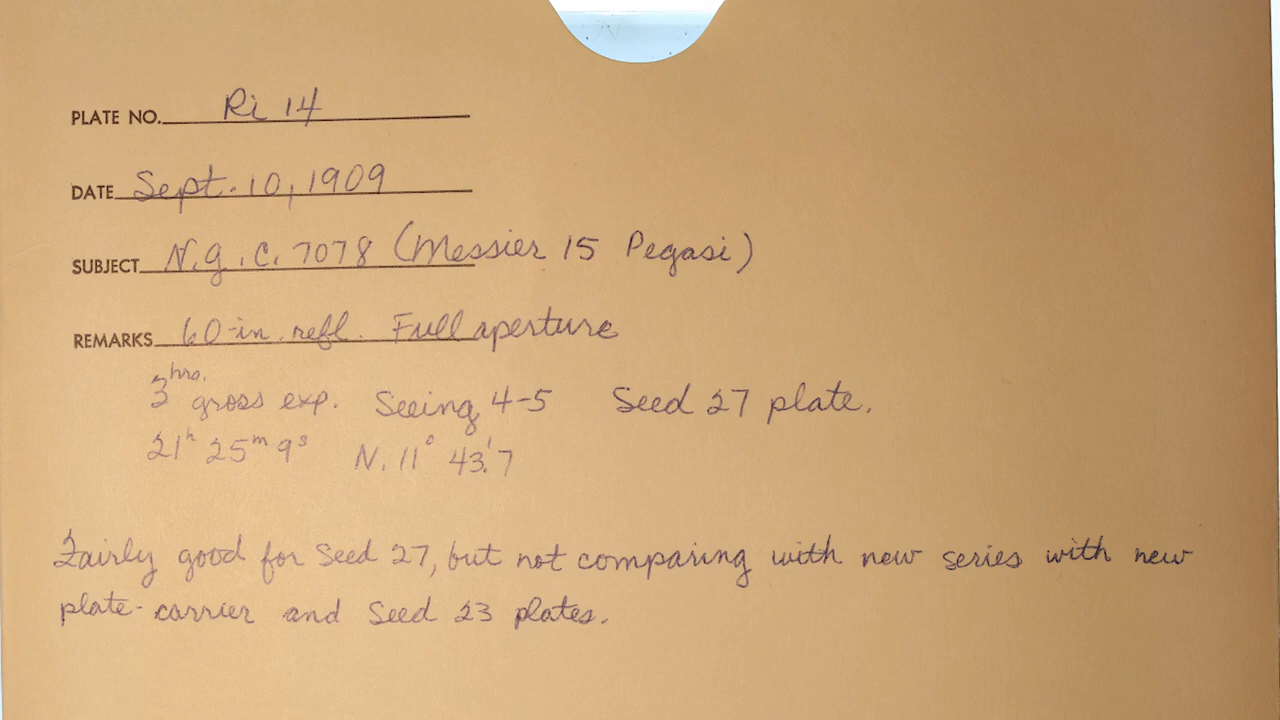 PLATE NO. Ri 14
DATE Sept. 10, 1909
SUBJECT N.g.C. 7078 (Messier 15 Pegasi)
REMARKS 60-in. refl. Full aperture
3 hrs. gross exp. Seeing 4-5 Seed 27 plate.
21h 25m 9s N. 11° 43.'7
Fairly good for Seed 27, but not comparing with new series with new
plate-carrier and Seed 23 plates.